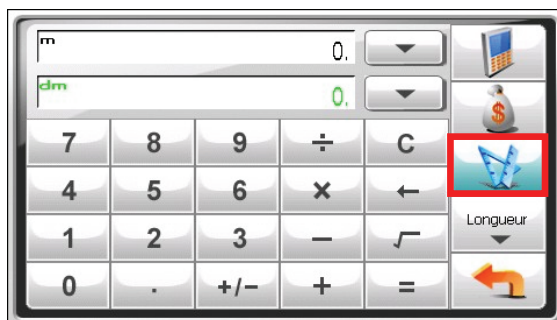 m 0.
dm 0.
7 8 9 ÷ C
4 5 6 × ←
1 2 3 − √
0 . +/− + =
$
Longueur